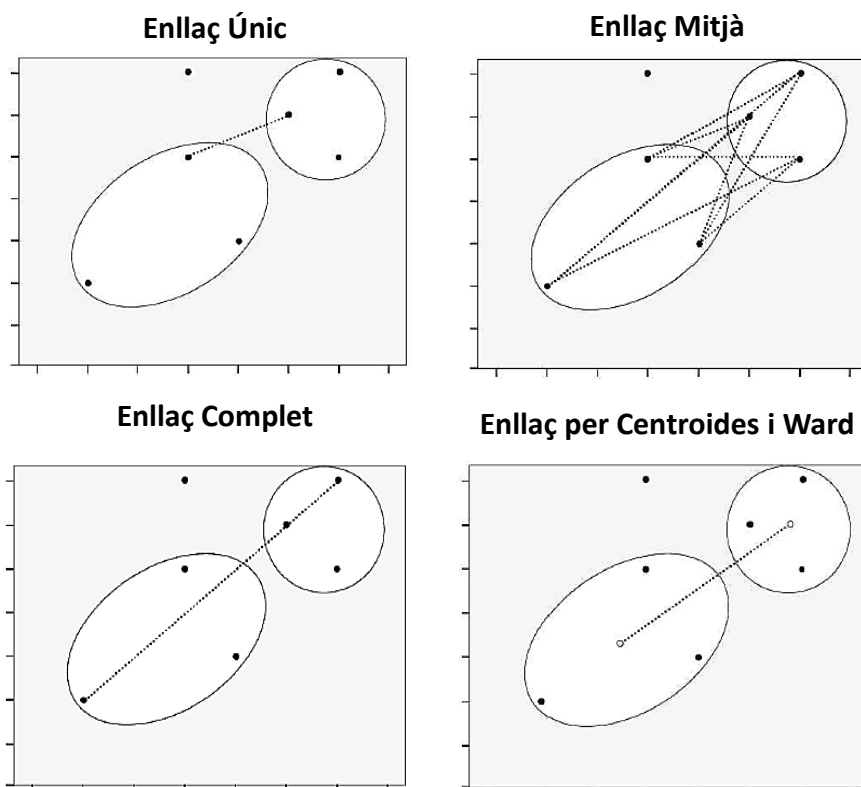 Enllaç Únic
Enllaç Mitjà
Enllaç Complet
Enllaç per Centroides i Ward